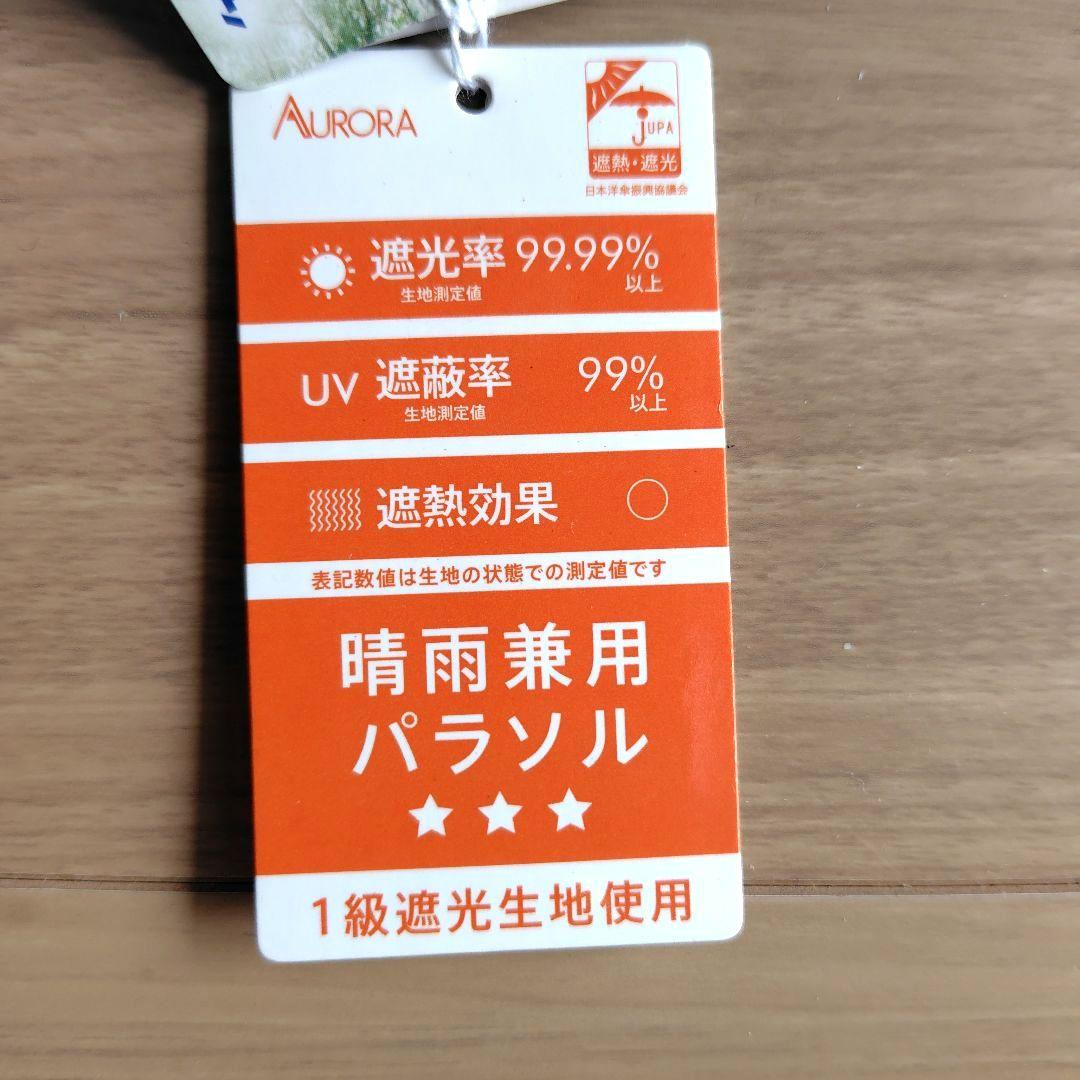 AURORA
JUPA
遮熱・遮光
日本洋傘振興協議会
遮光率 99.99%
生地測定値 以上
UV 遮蔽率 99%
生地測定値 以上
遮熱効果 ○
表記数値は生地の状態での測定値です
晴雨兼用
パラソル
★ ★ ★
1級遮光生地使用